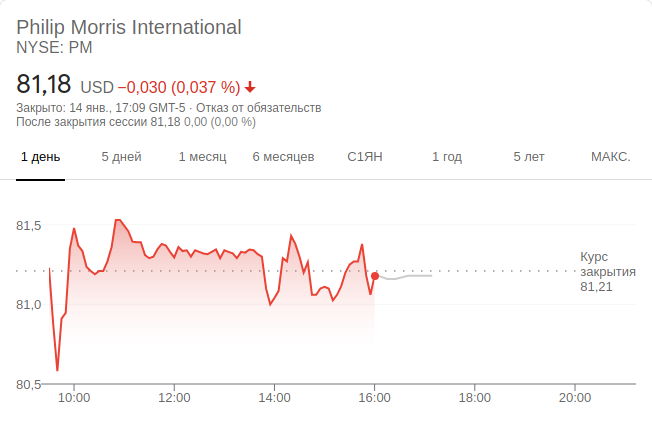 Philip Morris International
NYSE: PM
81,18 USD −0,030 (0,037 %)
Закрыто: 14 янв., 17:09 GMT-5 · Отказ от обязательств
После закрытия сессии 81,18 0,00 (0,00 %)
1 день 5 дней 1 месяц 6 месяцев С1ЯН 1 год 5 лет МАКС.
81,5
Курс
закрытия
81,21
81,0
80,5
10:00 12:00 14:00 16:00 18:00 20:00